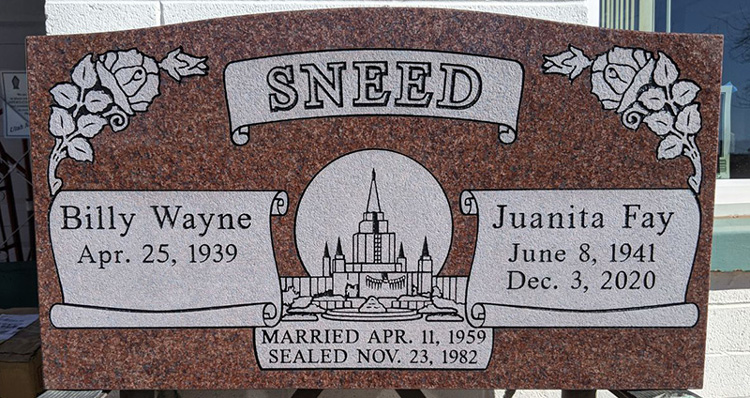 SNEED
Billy Wayne
Apr. 25, 1939
Juanita Fay
June 8, 1941
Dec. 3, 2020
MARRIED APR. 11, 1959
SEALED NOV. 23, 1982